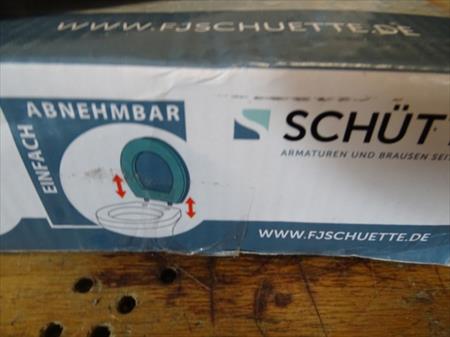 WWW.FJSCHUETTE.DE
EINFACH
ABNEHMBAR
SCHÜT
ARMATUREN UND BRAUSEN SEI
WWW.FJSCHUETTE.DE